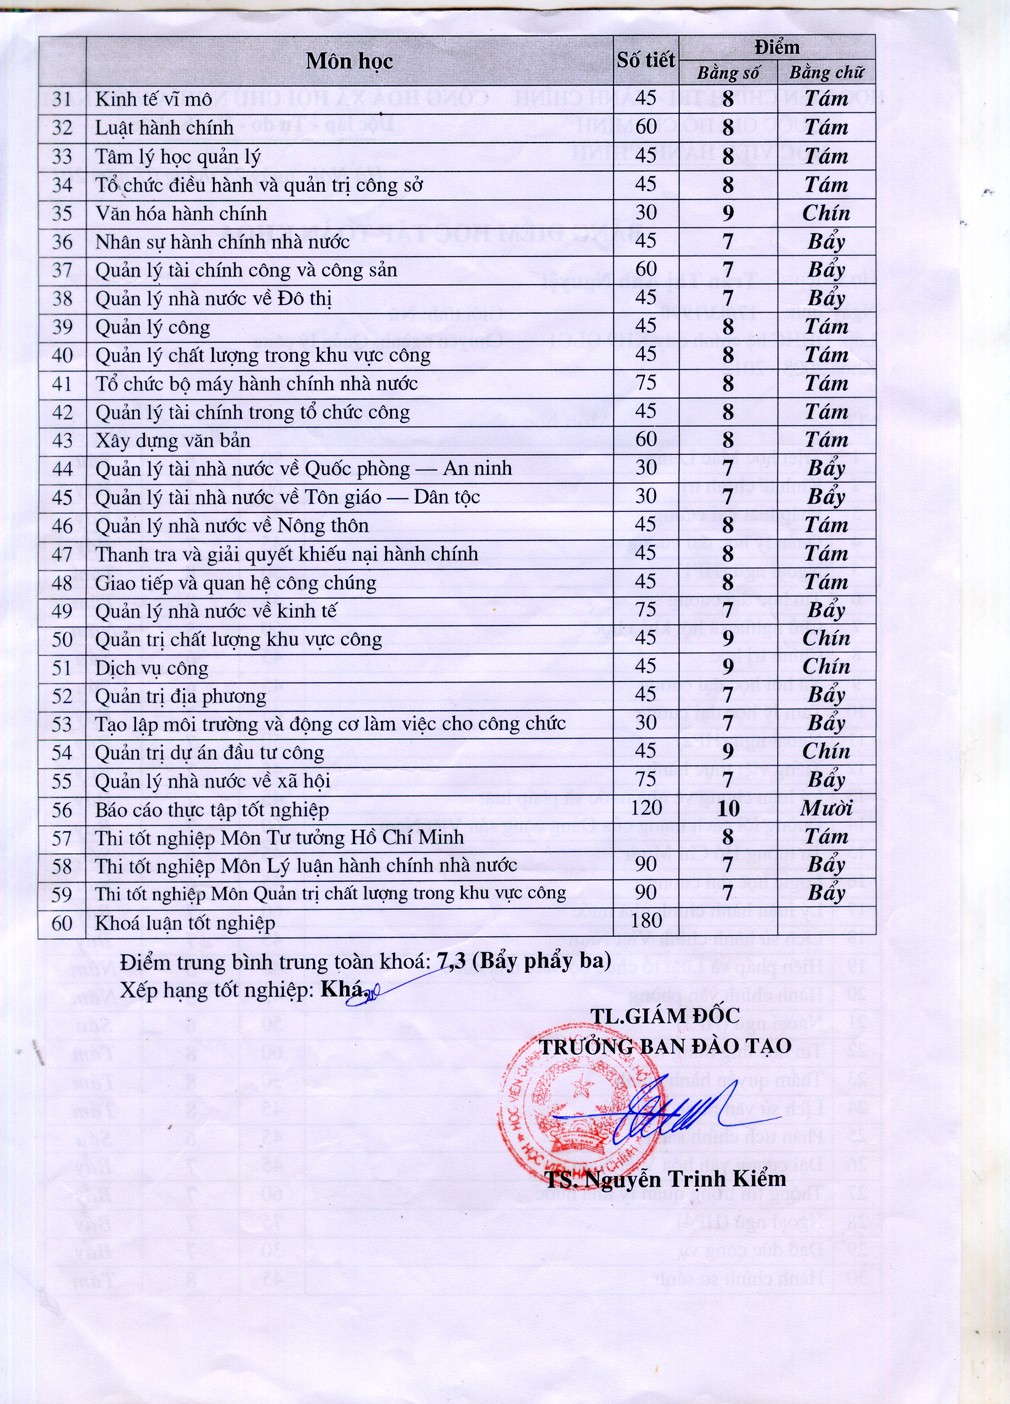 Môn học Số tiết Điểm
Bằng số Bằng chữ
31 Kinh tế vĩ mô 45 8 Tám
32 Luật hành chính 60 8 Tám
33 Tâm lý học quản lý 45 8 Tám
34 Tổ chức điều hành và quản trị công sở 45 8 Tám
35 Văn hóa hành chính 30 9 Chín
36 Nhân sự hành chính nhà nước 45 7 Bẩy
37 Quản lý tài chính công và công sản 60 7 Bẩy
38 Quản lý nhà nước về Đô thị 45 7 Bẩy
39 Quản lý công 45 8 Tám
40 Quản lý chất lượng trong khu vực công 45 8 Tám
41 Tổ chức bộ máy hành chính nhà nước 75 8 Tám
42 Quản lý tài chính trong tổ chức công 45 8 Tám
43 Xây dựng văn bản 60 8 Tám
44 Quản lý tài nhà nước về Quốc phòng — An ninh 30 7 Bẩy
45 Quản lý tài nhà nước về Tôn giáo — Dân tộc 30 7 Bẩy
46 Quản lý nhà nước về Nông thôn 45 8 Tám
47 Thanh tra và giải quyết khiếu nại hành chính 45 8 Tám
48 Giao tiếp và quan hệ công chúng 45 8 Tám
49 Quản lý nhà nước về kinh tế 75 7 Bẩy
50 Quản trị chất lượng khu vực công 45 9 Chín
51 Dịch vụ công 45 9 Chín
52 Quản trị địa phương 45 7 Bẩy
53 Tạo lập môi trường và động cơ làm việc cho công chức 30 7 Bẩy
54 Quản trị dự án đầu tư công 45 9 Chín
55 Quản lý nhà nước về xã hội 75 7 Bẩy
56 Báo cáo thực tập tốt nghiệp 120 10 Mười
57 Thi tốt nghiệp Môn Tư tưởng Hồ Chí Minh 8 Tám
58 Thi tốt nghiệp Môn Lý luận hành chính nhà nước 90 7 Bẩy
59 Thi tốt nghiệp Môn Quản trị chất lượng trong khu vực công 90 7 Bẩy
60 Khoá luận tốt nghiệp 180
Điểm trung bình trung toàn khoá: 7,3 (Bẩy phẩy ba)
Xếp hạng tốt nghiệp: Khá.
TL.GIÁM ĐỐC
TRƯỞNG BAN ĐÀO TẠO
HỌC VIỆN HÀNH CHÍNH
TS. Nguyễn Trịnh Kiểm